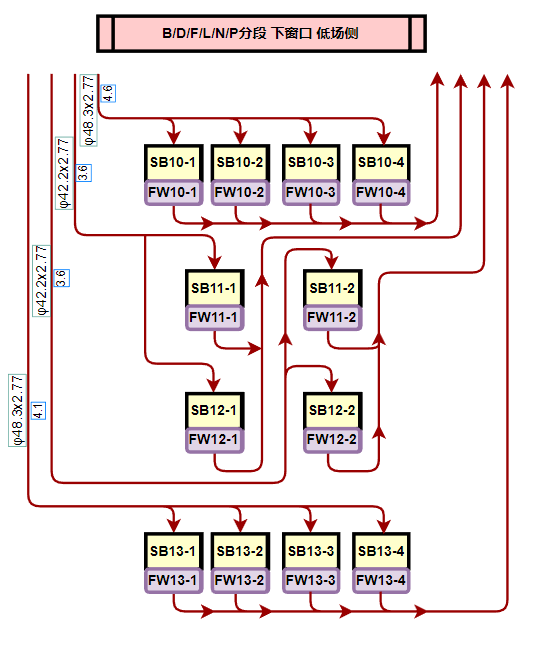 B/D/F/L/N/P分段 下窗口 低场侧
φ48.3x2.77
4.6
SB10-1 SB10-2 SB10-3 SB10-4
FW10-1 FW10-2 FW10-3 FW10-4
φ42.2x2.77
3.6
φ42.2x2.77
3.6
SB11-1 SB11-2
FW11-1 FW11-2
φ48.3x2.77
4.1
SB12-1 SB12-2
FW12-1 FW12-2
SB13-1 SB13-2 SB13-3 SB13-4
FW13-1 FW13-2 FW13-3 FW13-4